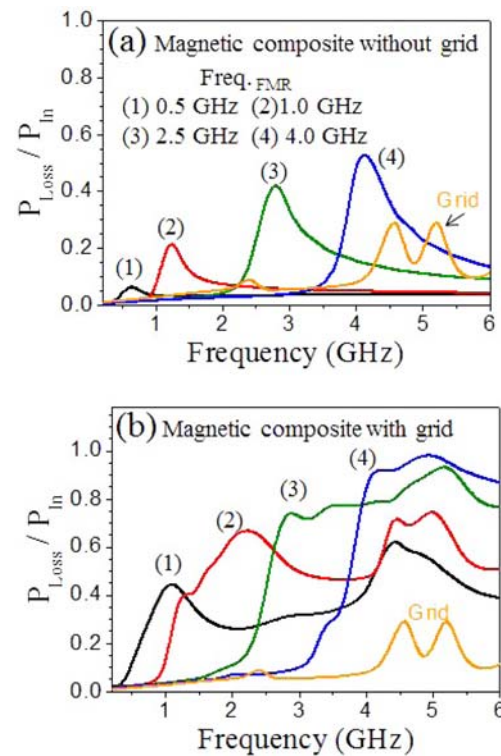 (a) Magnetic composite without grid
Freq.FMR
(1) 0.5 GHz (2)1.0 GHz
(3) 2.5 GHz (4) 4.0 GHz
(1)
(2)
(3)
(4)
Grid
PLoss / PIn
1.0
0.8
0.6
0.4
0.2
0.0
1 2 3 4 5 6
Frequency (GHz)
(b) Magnetic composite with grid
(1)
(2)
(3)
(4)
Grid
PLoss / PIn
1.0
0.8
0.6
0.4
0.2
0.0
1 2 3 4 5 6
Frequency (GHz)